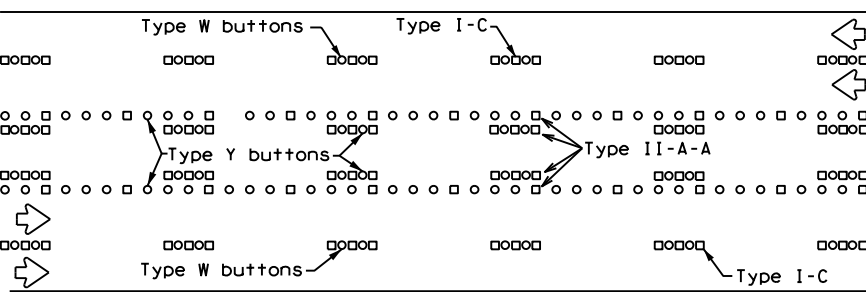 Type W buttons
Type I-C
Type Y buttons
Type II-A-A
Type W buttons
Type I-C